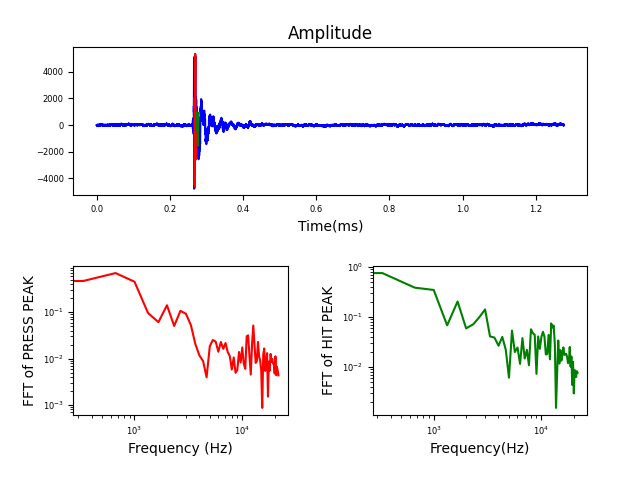 Amplitude
4000
2000
0
−2000
−4000
0.0 0.2 0.4 0.6 0.8 1.0 1.2
Time(ms)
FFT of PRESS PEAK
10⁻¹
10⁻²
10⁻³
10³ 10⁴
Frequency (Hz)
FFT of HIT PEAK
10⁰
10⁻¹
10⁻²
10³ 10⁴
Frequency(Hz)